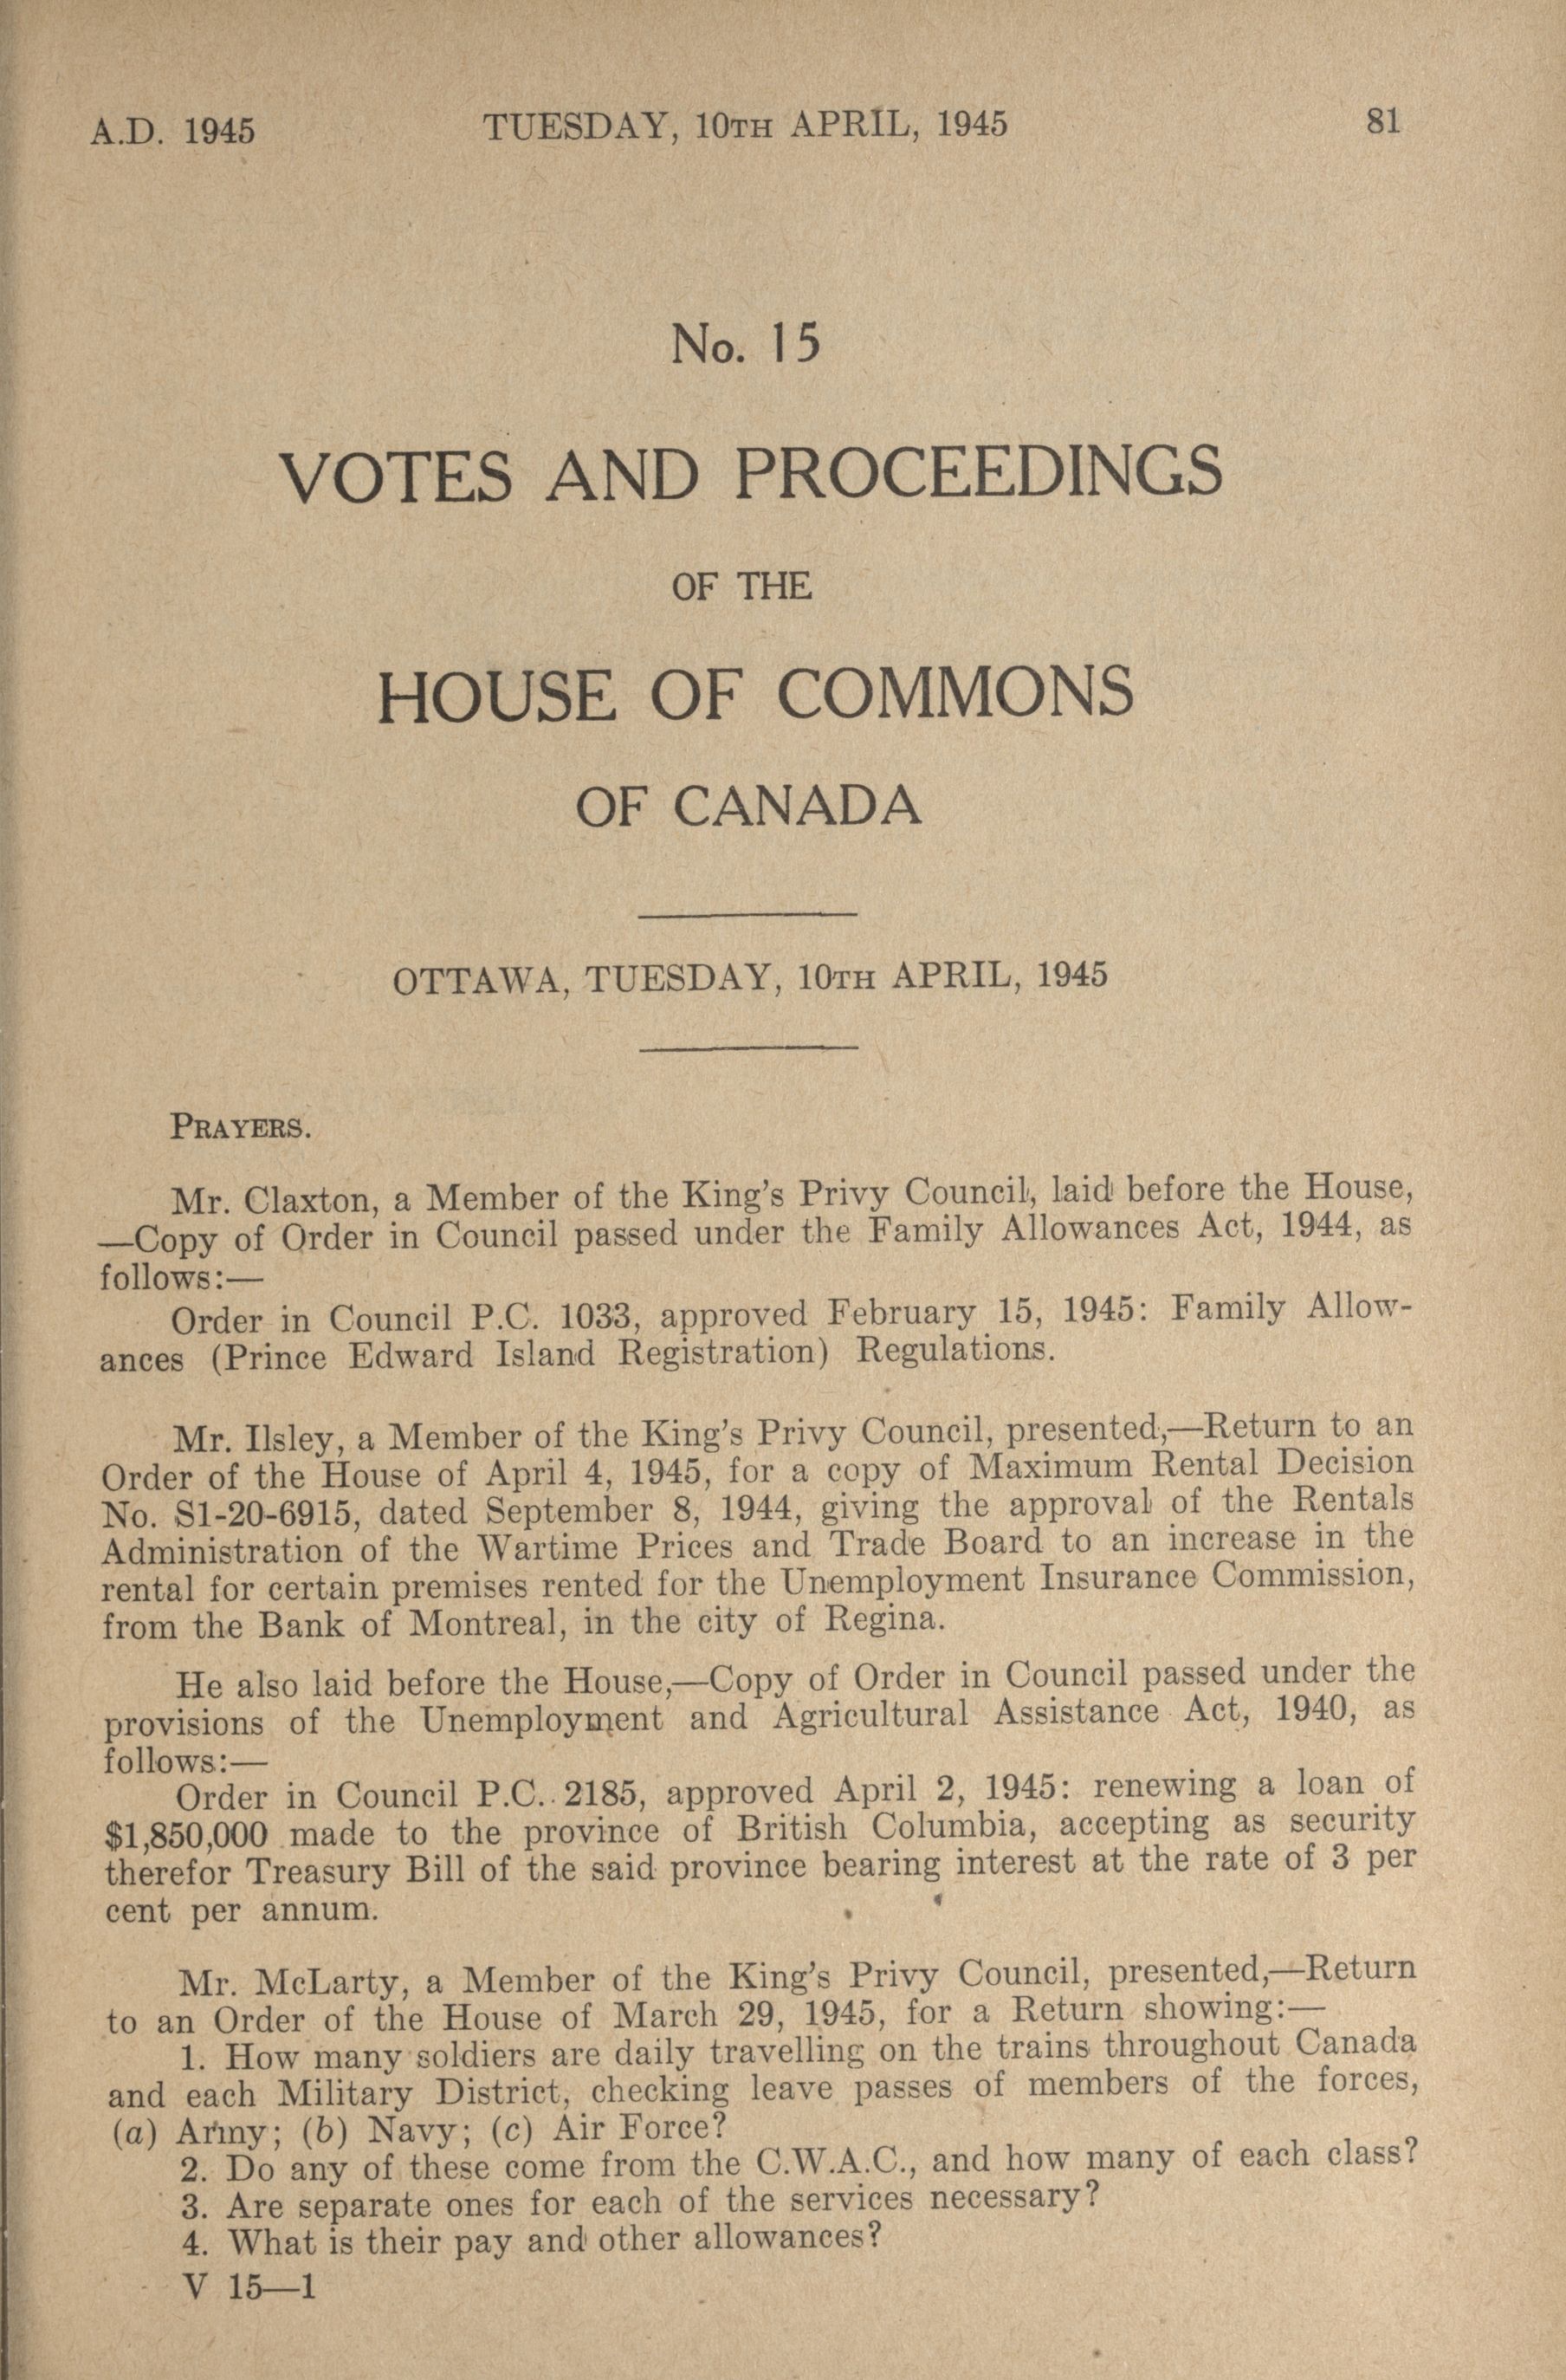 A.D. 1945 TUESDAY, 10TH APRIL, 1945 81
No. 15
VOTES AND PROCEEDINGS
OF THE
HOUSE OF COMMONS
OF CANADA
OTTAWA, TUESDAY, 10TH APRIL, 1945
PRAYERS.
Mr. Claxton, a Member of the King's Privy Council, laid before the House,
—Copy of Order in Council passed under the Family Allowances Act, 1944, as
follows:—
Order in Council P.C. 1033, approved February 15, 1945: Family Allow-
ances (Prince Edward Island Registration) Regulations.
Mr. Ilsley, a Member of the King's Privy Council, presented,—Return to an
Order of the House of April 4, 1945, for a copy of Maximum Rental Decision
No. S1-20-6915, dated September 8, 1944, giving the approval of the Rentals
Administration of the Wartime Prices and Trade Board to an increase in the
rental for certain premises rented for the Unemployment Insurance Commission,
from the Bank of Montreal, in the city of Regina.
He also laid before the House,—Copy of Order in Council passed under the
provisions of the Unemployment and Agricultural Assistance Act, 1940, as
follows:—
Order in Council P.C. 2185, approved April 2, 1945: renewing a loan of
$1,850,000 made to the province of British Columbia, accepting as security
therefor Treasury Bill of the said province bearing interest at the rate of 3 per
cent per annum.
Mr. McLarty, a Member of the King's Privy Council, presented,—Return
to an Order of the House of March 29, 1945, for a Return showing:—
1. How many soldiers are daily travelling on the trains throughout Canada
and each Military District, checking leave passes of members of the forces,
(a) Army; (b) Navy; (c) Air Force?
2. Do any of these come from the C.W.A.C., and how many of each class?
3. Are separate ones for each of the services necessary?
4. What is their pay and other allowances?
V 15—1